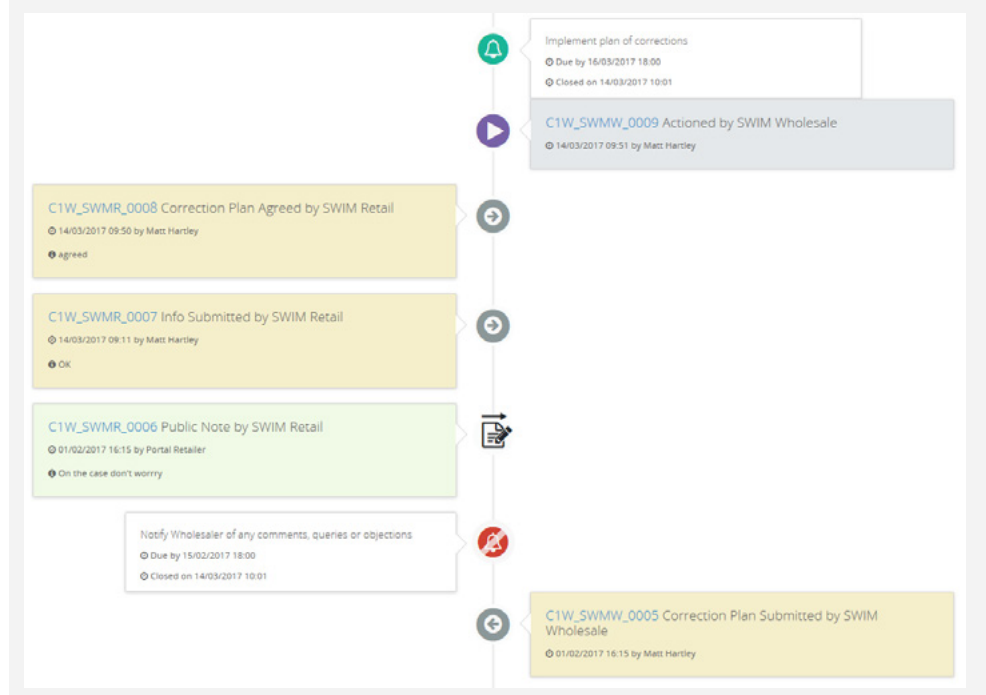 Implement plan of corrections
Due by 16/03/2017 18:00
Closed on 14/03/2017 10:01
C1W_SWMW_0009 Actioned by SWIM Wholesale
14/03/2017 09:51 by Matt Hartley
C1W_SWMR_0008 Correction Plan Agreed by SWIM Retail
14/03/2017 09:50 by Matt Hartley
agreed
C1W_SWMR_0007 Info Submitted by SWIM Retail
14/03/2017 09:11 by Matt Hartley
OK
C1W_SWMR_0006 Public Note by SWIM Retail
01/02/2017 16:15 by Portal Retailer
On the case don't worrry
Notify Wholesaler of any comments, queries or objections
Due by 15/02/2017 18:00
Closed on 14/03/2017 10:01
C1W_SWMW_0005 Correction Plan Submitted by SWIM
Wholesale
01/02/2017 16:15 by Matt Hartley